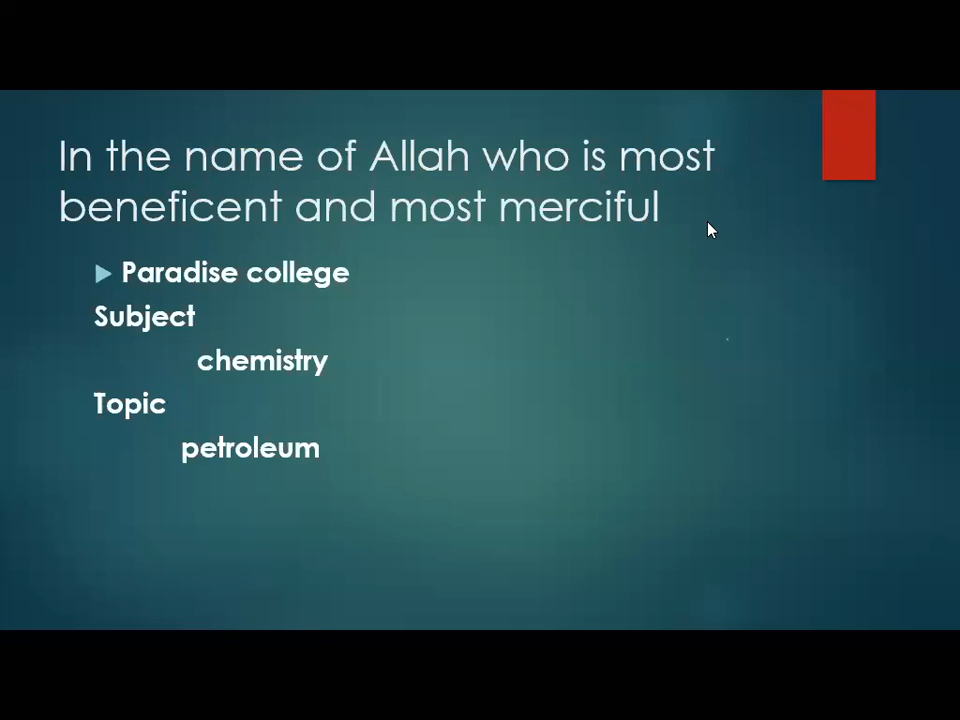 In the name of Allah who is most
beneficent and most merciful
Paradise college
Subject
chemistry
Topic
petroleum